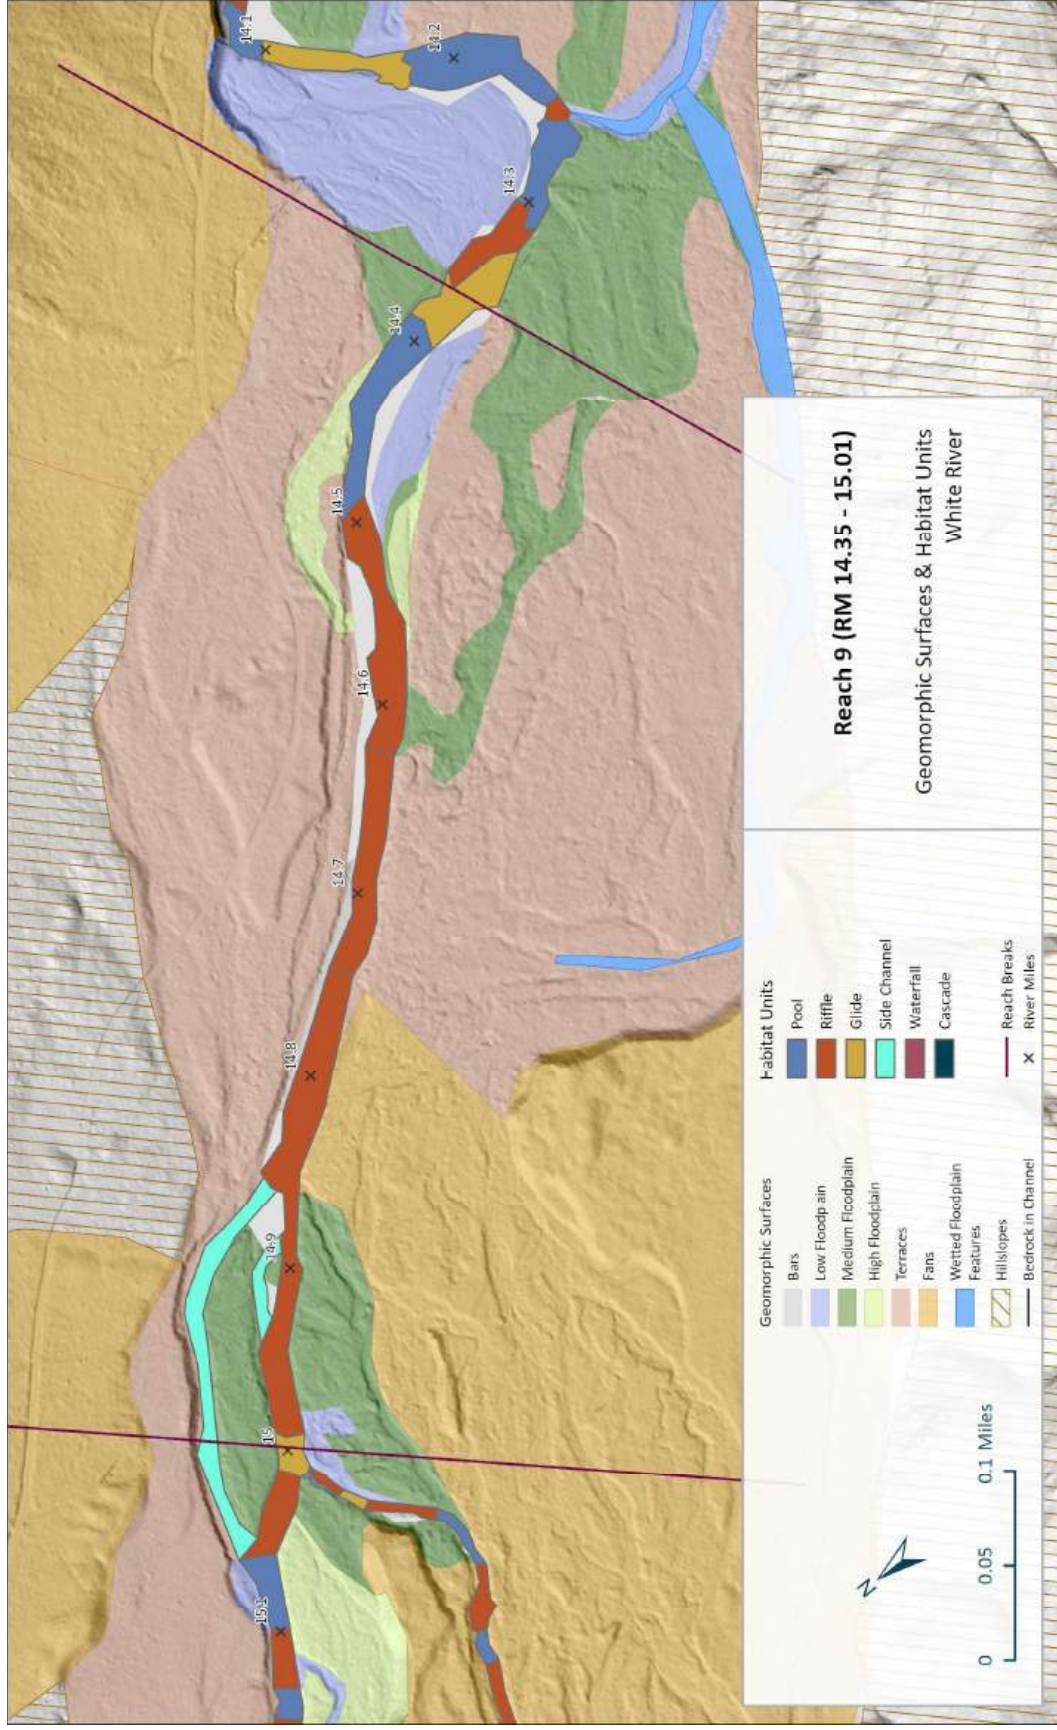 15.1
15
14.9
14.8
14.7
14.6
14.5
14.4
14.3
14.2
14.1
N
0
0.05
0.1 Miles
Geomorphic Surfaces
Bars
Low Floodp ain
Medium Floodplain
High Floodplain
Terraces
Fans
Wetted Floodplain
Features
Hillslopes
Bedrock in Channel
Habitat Units
Pool
Riffle
Glide
Side Channel
Waterfall
Cascade
Reach Breaks
River Miles
Reach 9 (RM 14.35 - 15.01)
Geomorphic Surfaces & Habitat Units
White River